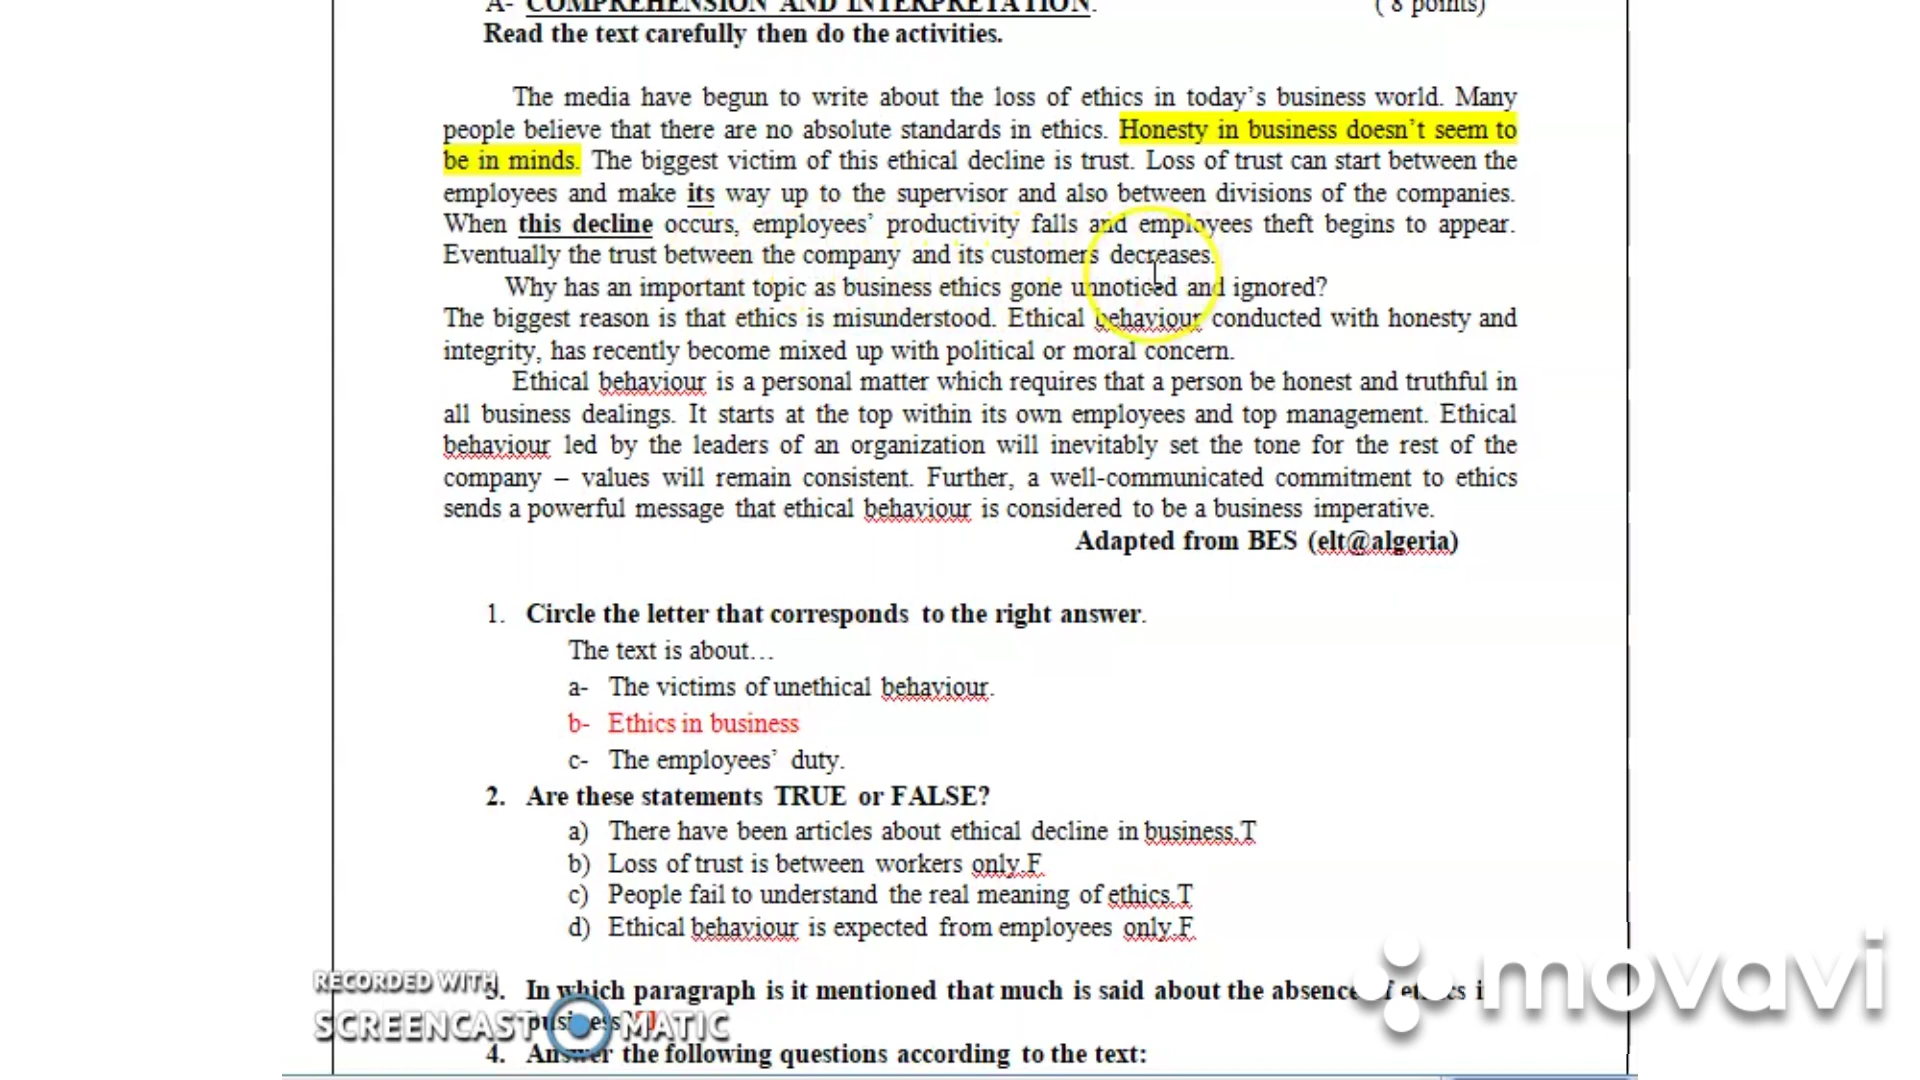 A- COMPREHENSION AND INTERPRETATION. ( 8 points)
Read the text carefully then do the activities.
The media have begun to write about the loss of ethics in today’s business world. Many
people believe that there are no absolute standards in ethics. Honesty in business doesn’t seem to
be in minds. The biggest victim of this ethical decline is trust. Loss of trust can start between the
employees and make its way up to the supervisor and also between divisions of the companies.
When this decline occurs, employees’ productivity falls and employees theft begins to appear.
Eventually the trust between the company and its customers decreases.
Why has an important topic as business ethics gone unnoticed and ignored?
The biggest reason is that ethics is misunderstood. Ethical behaviour conducted with honesty and
integrity, has recently become mixed up with political or moral concern.
Ethical behaviour is a personal matter which requires that a person be honest and truthful in
all business dealings. It starts at the top within its own employees and top management. Ethical
behaviour led by the leaders of an organization will inevitably set the tone for the rest of the
company – values will remain consistent. Further, a well-communicated commitment to ethics
sends a powerful message that ethical behaviour is considered to be a business imperative.
Adapted from BES (elt@algeria)
1. Circle the letter that corresponds to the right answer.
The text is about…
a- The victims of unethical behaviour.
b- Ethics in business
c- The employees’ duty.
2. Are these statements TRUE or FALSE?
a) There have been articles about ethical decline in business.T
b) Loss of trust is between workers only.F
c) People fail to understand the real meaning of ethics.T
d) Ethical behaviour is expected from employees only.F
3. In which paragraph is it mentioned that much is said about the absence of ethics i
business?
4. Answer the following questions according to the text:
RECORDED WITH
SCREENCAST MATIC
movavi